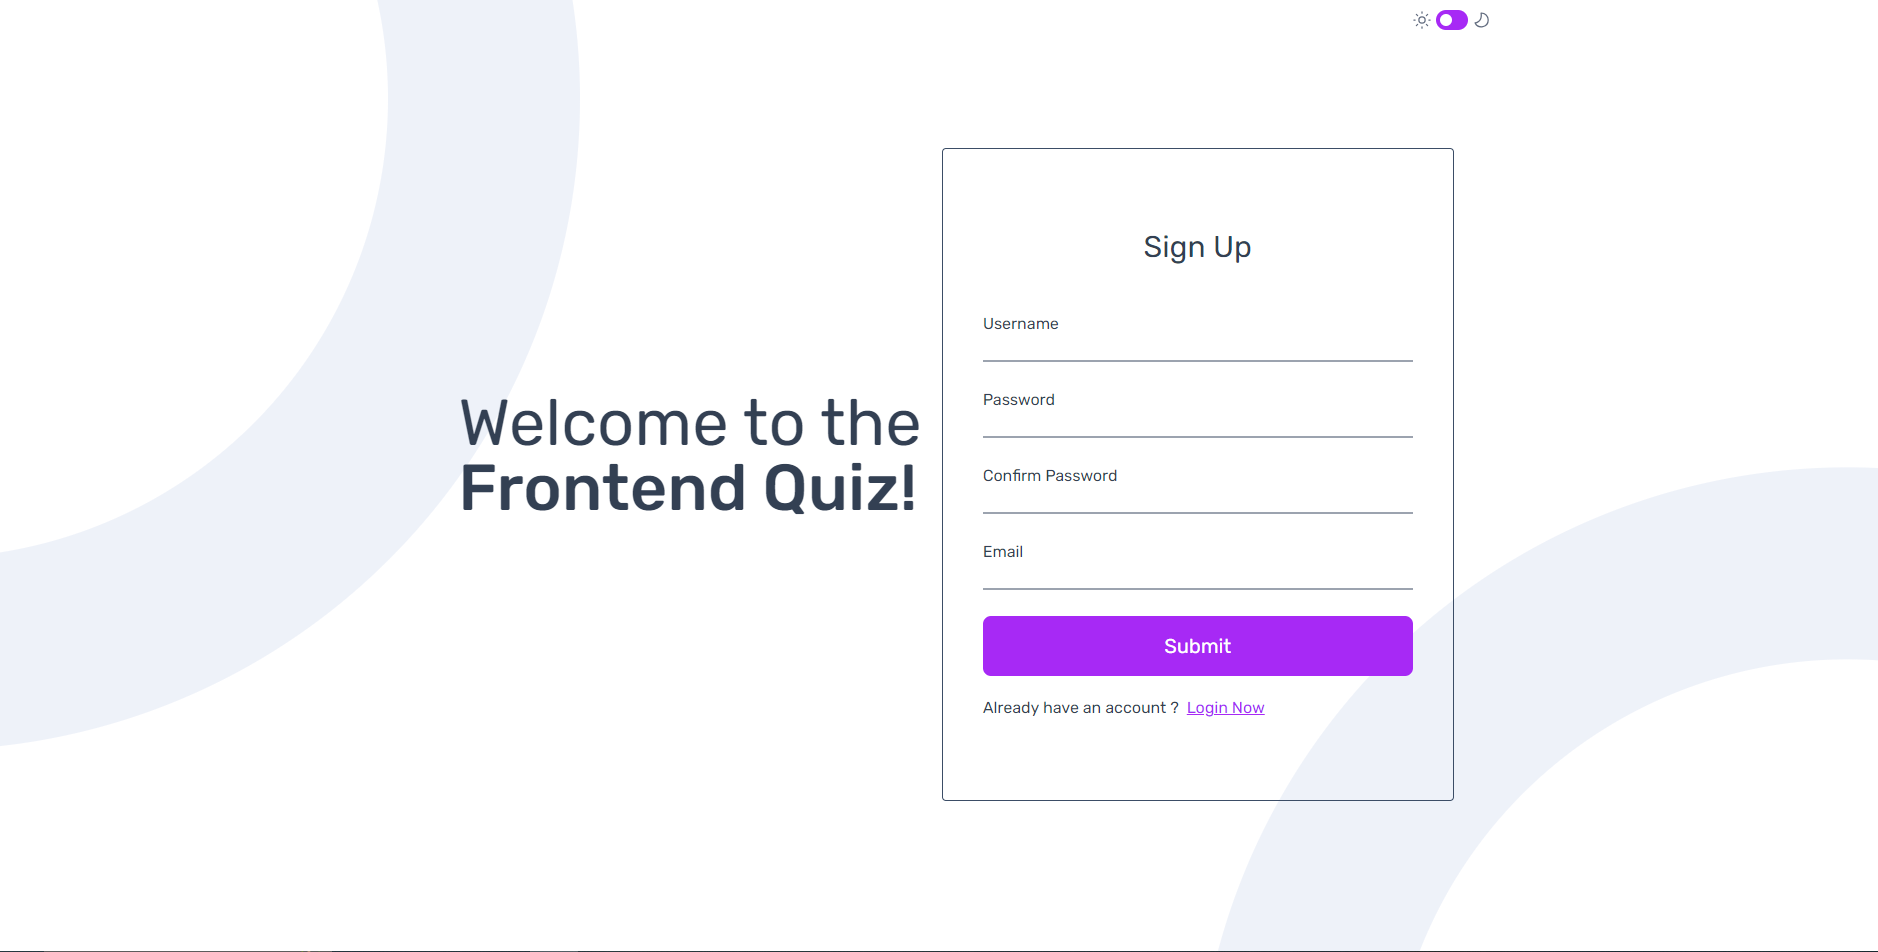 Welcome to the
Frontend Quiz!
Sign Up
Username
Password
Confirm Password
Email
Submit
Already have an account ? Login Now